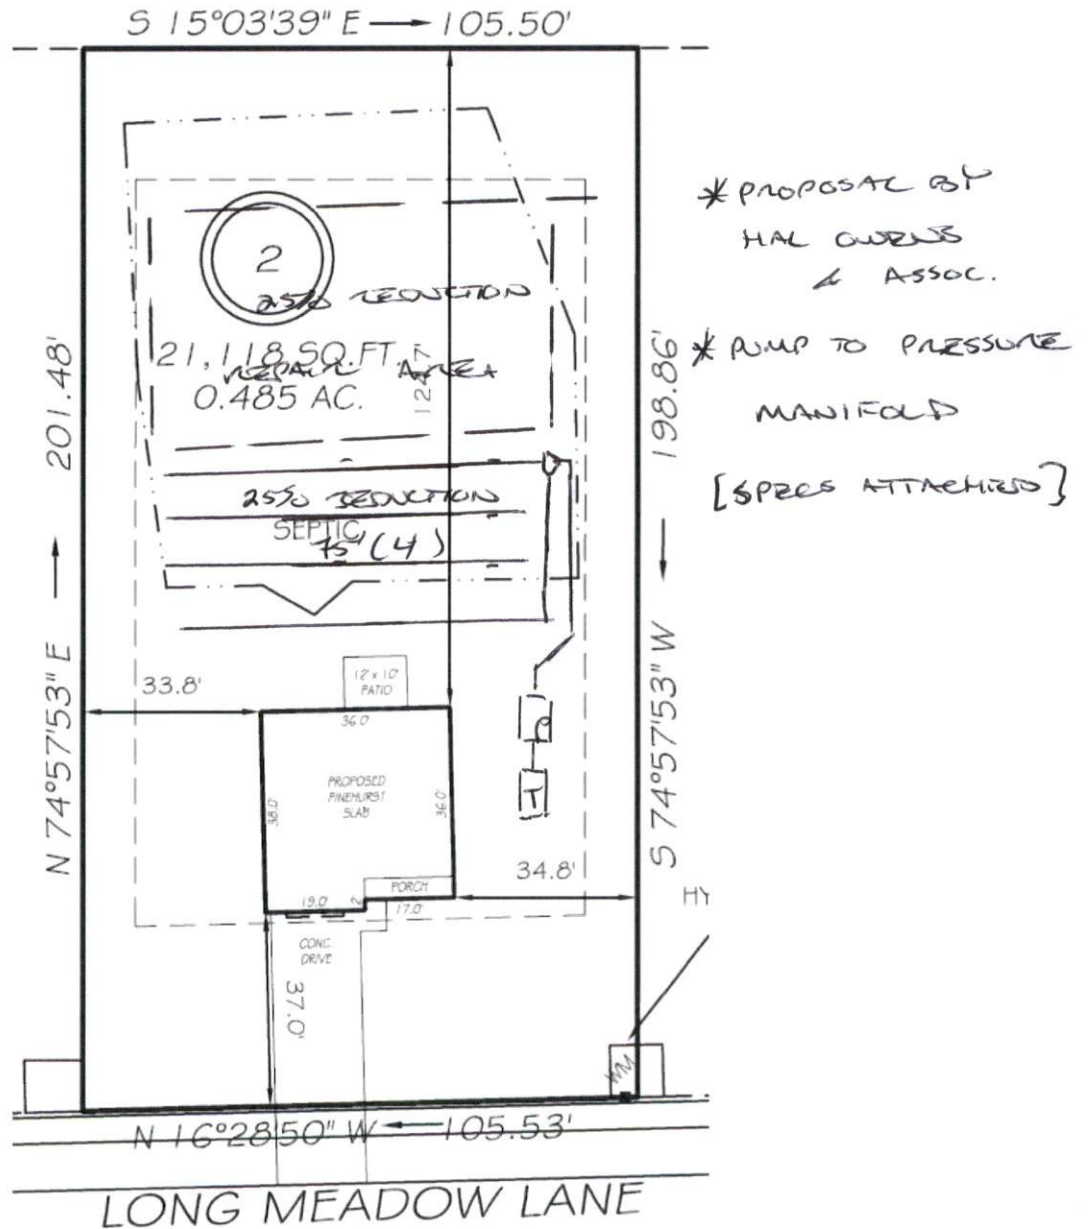 S 15°03'39" E 105.50'
2
25% REDUCTION
21,118 SQ.FT.
REPAIR AREA
0.485 AC.
124.7
201.48'
N 74°57'53" E
198.86'
S 74°57'53" W
* PROPOSAL BY
HAL OWENS
& ASSOC.
* PUMP TO PRESSURE
MANIFOLD
[SPECS ATTACHED]
25% REDUCTION
SEPTIC
75' (4)
33.8'
12' x 10'
PATIO
36.0'
PROPOSED
PINEHURST
SLAB
38.0'
36.0'
P
T
34.8'
PORCH
19.0'
2
17.0'
CONC.
DRIVE
37.0'
HY
N 16°28'50" W 105.53'
LONG MEADOW LANE